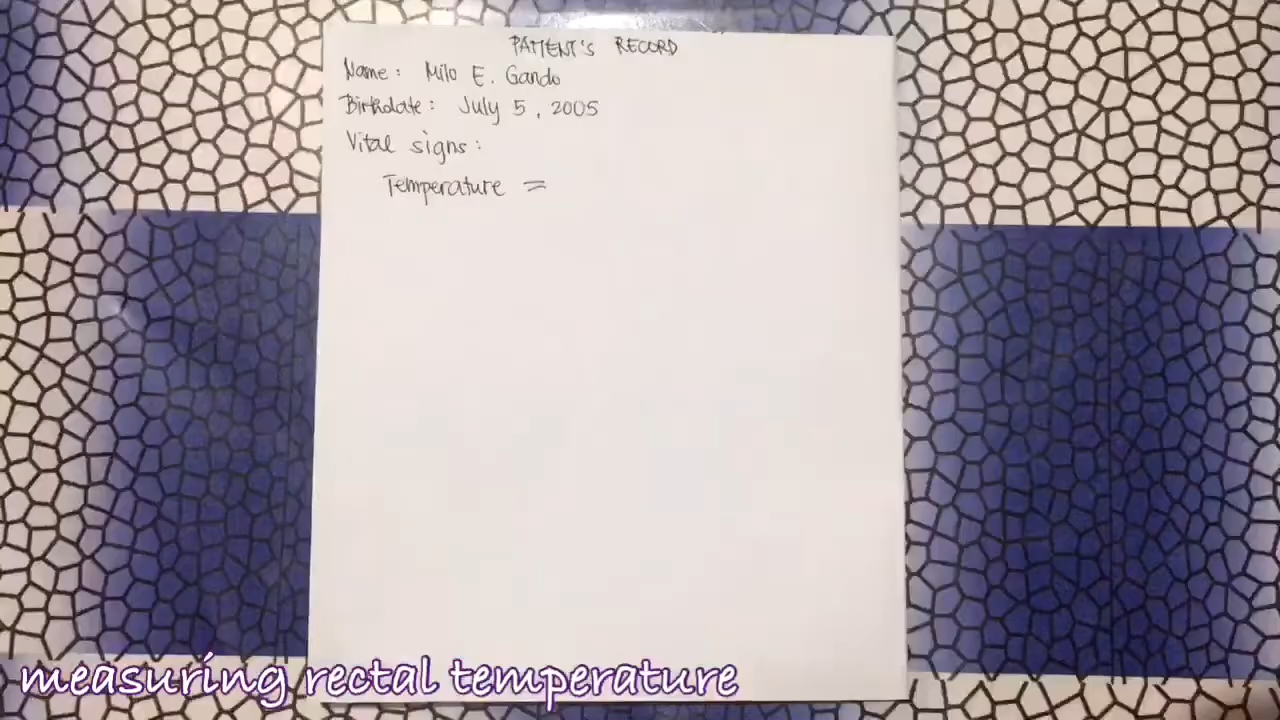 PATIENT'S RECORD
Name: Milo E. Gando
Birthdate: July 5, 2005
Vital signs:
Temperature =
measuring rectal temperature